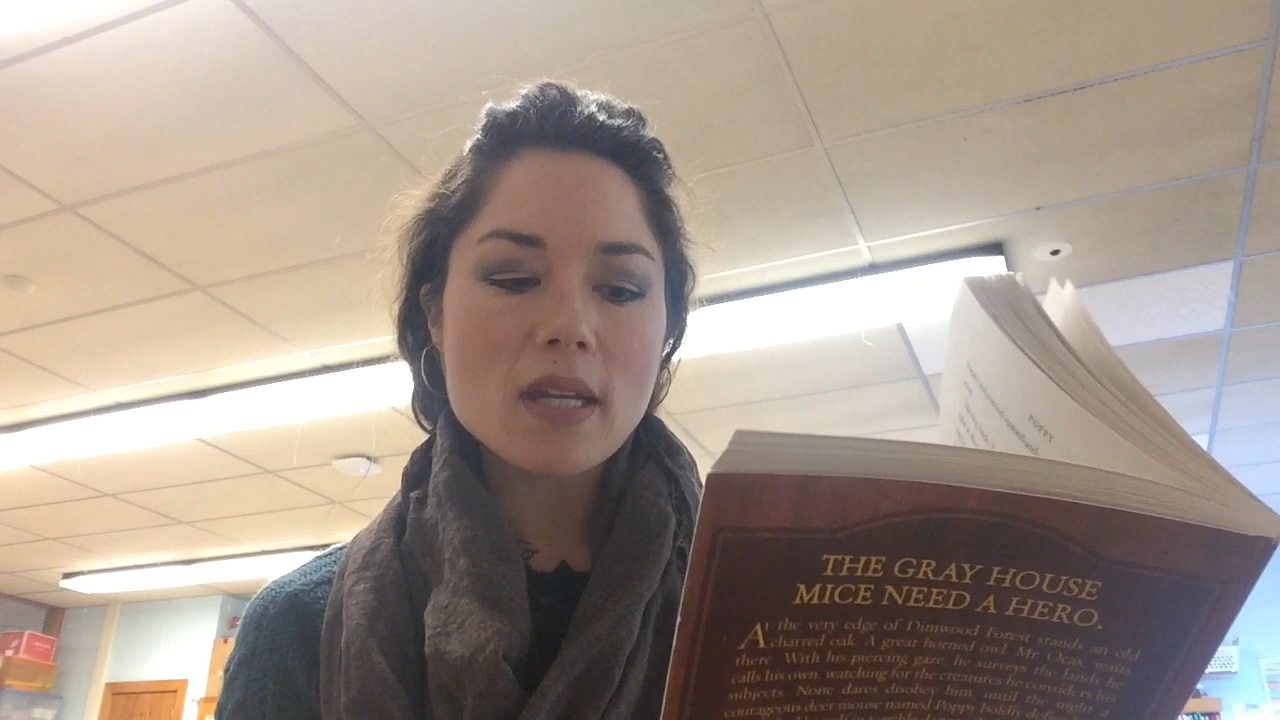 POPPY
THE GRAY HOUSE
MICE NEED A HERO.
At the very edge of Dimwood Forest stands an old
charred oak. A great horned owl, Mr. Ocax, waits
there. With his piercing gaze, he surveys the lands he
calls his own, watching for the creatures he considers his
subjects. None dares disobey him, until the night a
courageous deer mouse named Poppy boldly